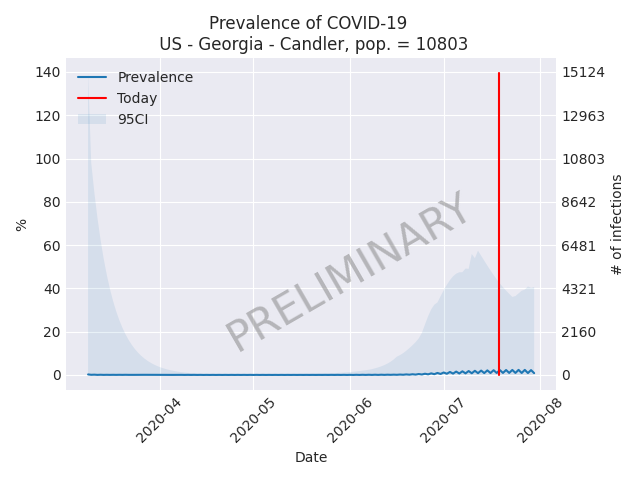 Prevalence of COVID-19
US - Georgia - Candler, pop. = 10803
Prevalence
Today
95CI
PRELIMINARY
%
140
120
100
80
60
40
20
0
15124
12963
10803
8642
6481
4321
2160
0
# of infections
2020-04
2020-05
2020-06
2020-07
2020-08
Date